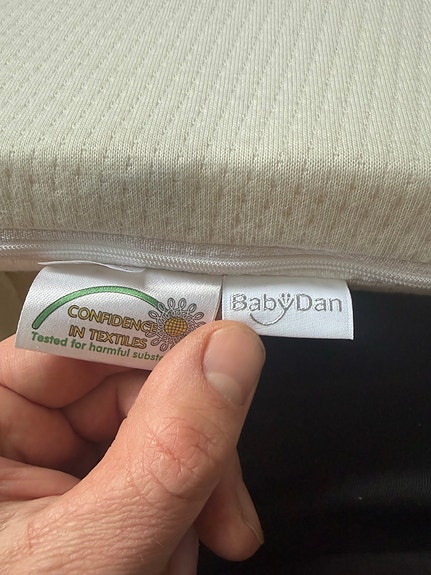 CONFIDENCE
IN TEXTILES
Tested for harmful
BabyDan